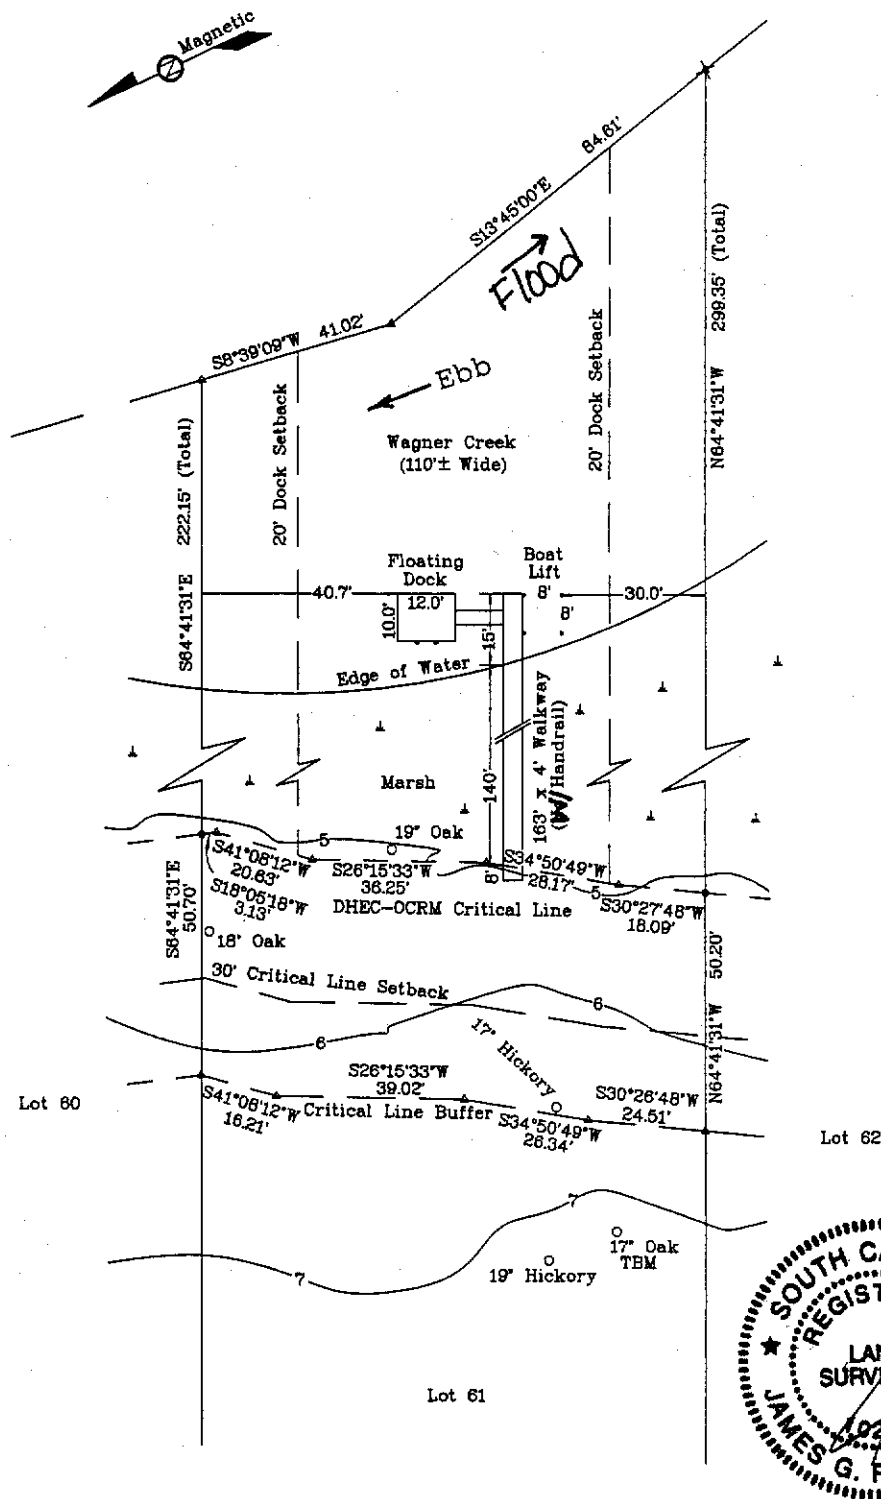 Magnetic
N
84.61'
S13°45'00"E
Flood
299.35' (Total)
N64°41'31"W
S8°39'09"W 41.02'
Ebb
20' Dock Setback
20' Dock Setback
Wagner Creek
(110'± Wide)
222.15' (Total)
S64°41'31"E
Floating
Dock
Boat
Lift
40.7'
12.0'
8'
30.0'
10.0'
15'
8'
Edge of Water
163' x 4' Walkway
(W/ Handrail)
140'
Marsh
5
19" Oak
S41°06'12"W
20.63'
S26°15'33"W
36.25'
8'
S34°50'49"W
26.17'
5
S18°05'18"W
3.13'
DHEC-OCRM Critical Line
S30°27'48"W
18.09'
S64°41'31"E
50.70'
18" Oak
50.20'
N64°41'31"W
30' Critical Line Setback
6
6
17" Hickory
S26°15'33"W
39.02'
S30°26'48"W
24.51'
Lot 60
S41°06'12"W
16.21'
Critical Line Buffer
S34°50'49"W
26.34'
Lot 62
7
17" Oak
TBM
19" Hickory
7
Lot 61
SOUTH CA
REGIST
LAN
SURVE
JAMES G.